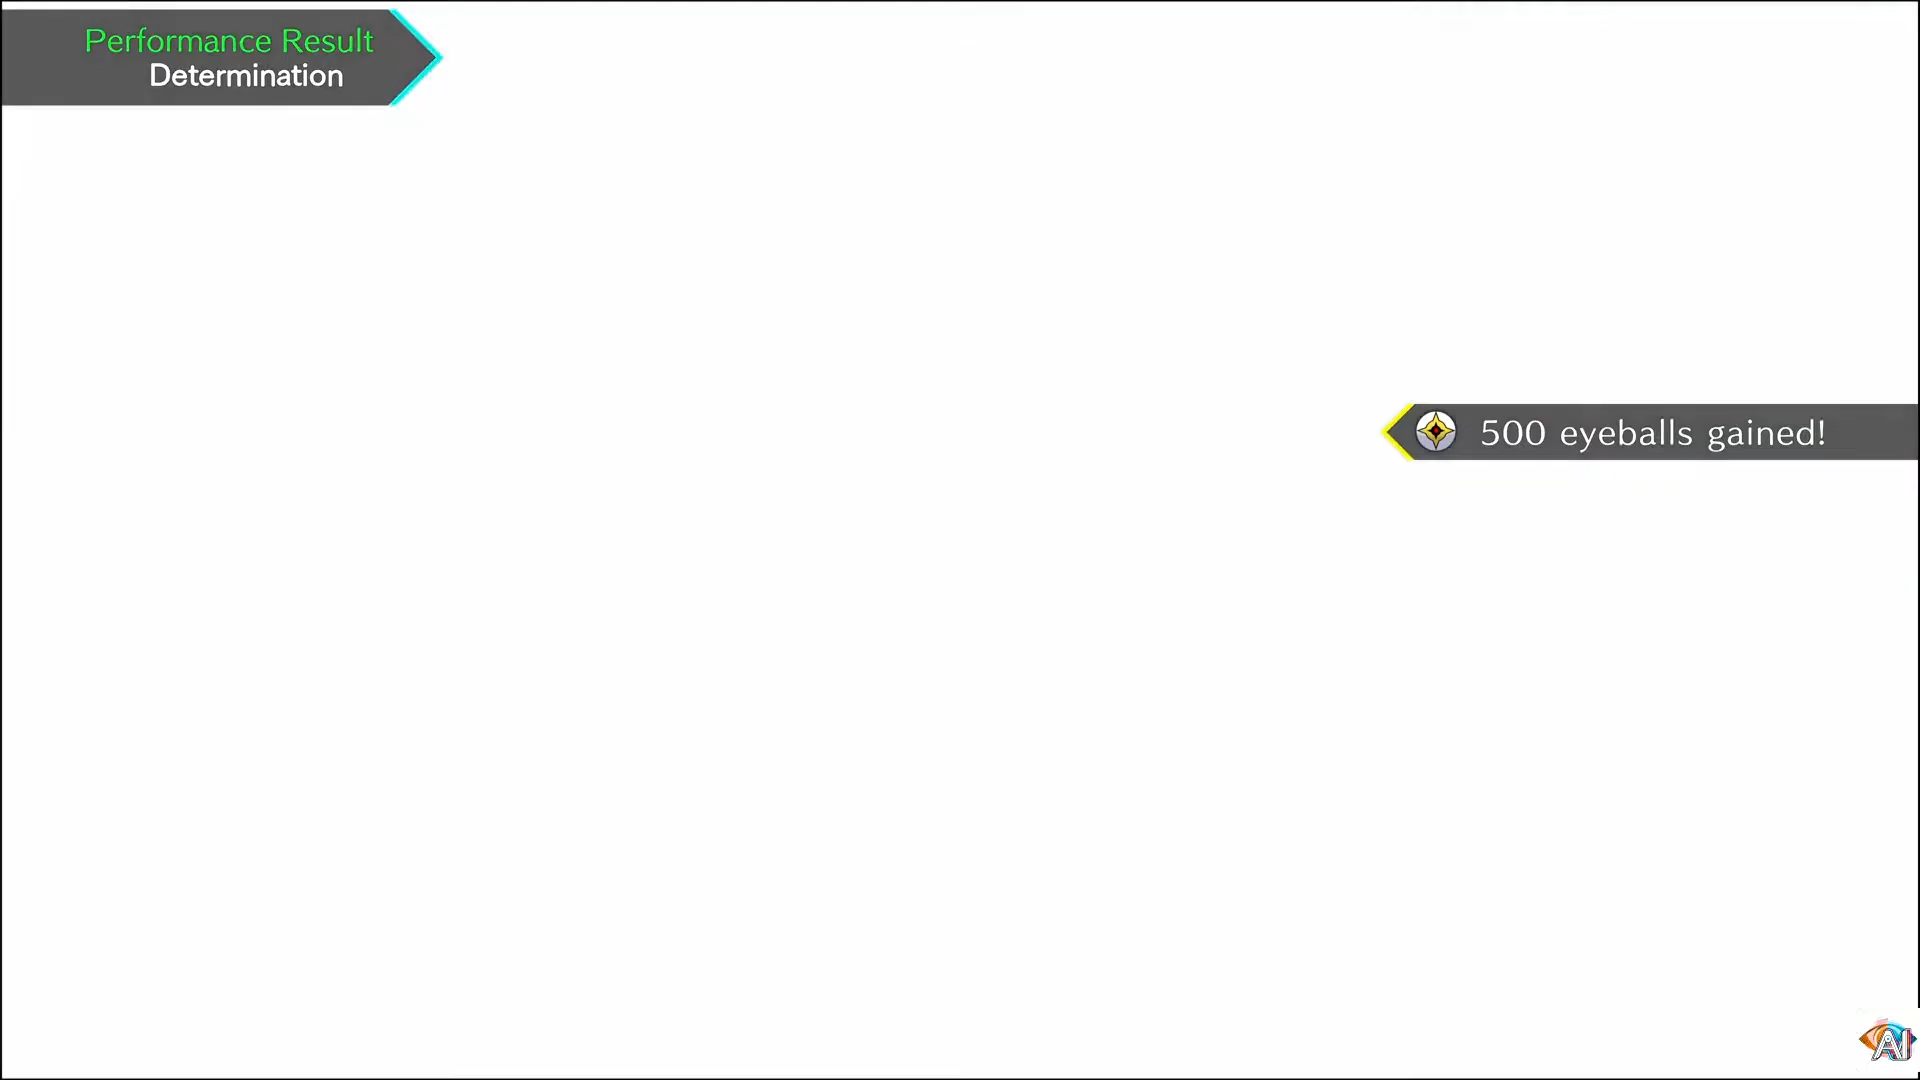 Performance Result
Determination
500 eyeballs gained!
AI